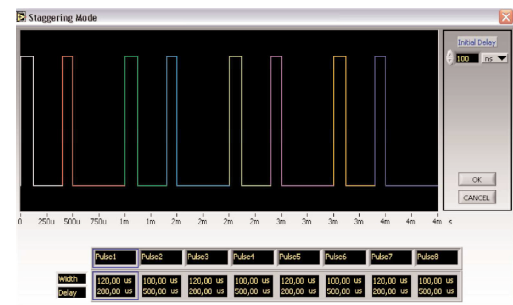 Staggering Mode
Initial Delay
100 ns
OK
CANCEL
0 250u 500u 750u 1m 1m 2m 2m 2m 2m 3m 3m 3m 3m 4m 4m 4m s
Pulse1 Pulse2 Pulse3 Pulse4 Pulse5 Pulse6 Pulse7 Pulse8
Width 120,00 us 100,00 us 120,00 us 100,00 us 120,00 us 100,00 us 120,00 us 100,00 us
Delay 200,00 us 500,00 us 200,00 us 500,00 us 200,00 us 500,00 us 200,00 us 500,00 us